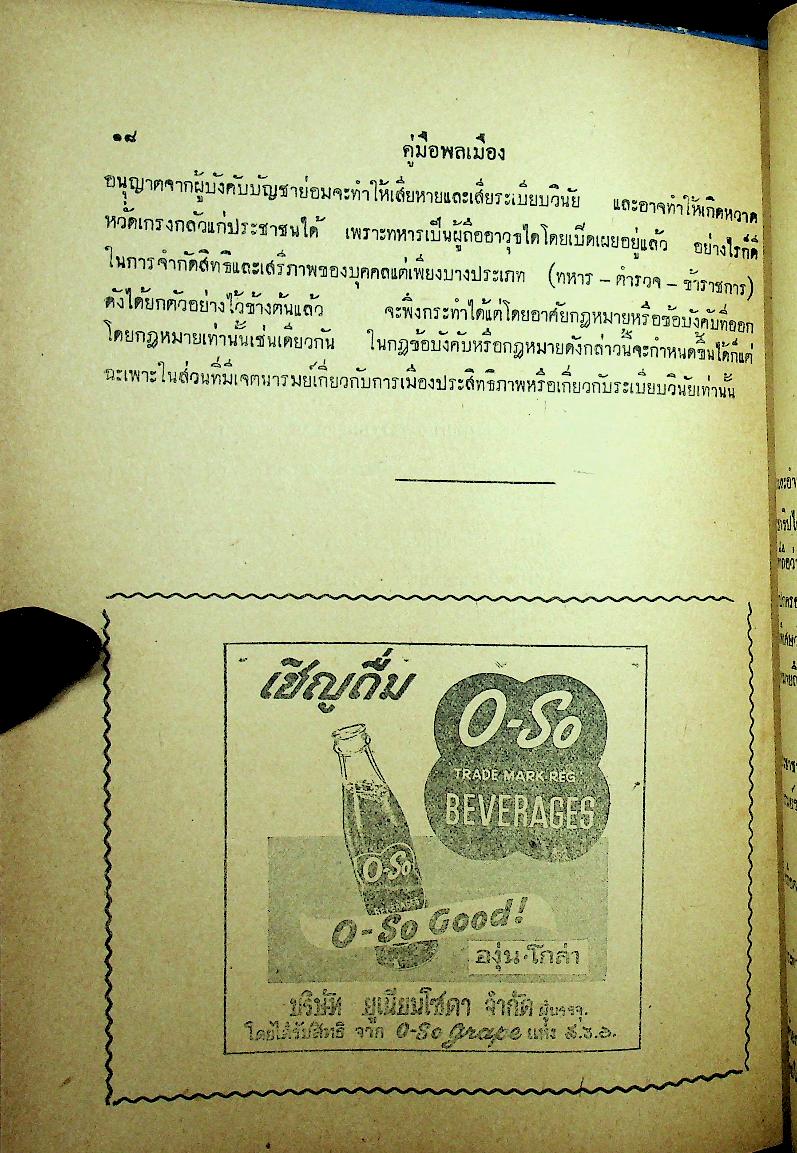 ๑๘
คู่มือพลเมือง
อนุญาตจากผู้บังคับบัญชาย่อมจะทำให้เสียหายและเสียระเบียบวินัย และอาจทำให้เกิดหวาด
หวัดเกรงกลัวแก่ประชาชนได้ เพราะทหารเป็นผู้ถืออาวุธได้โดยเปิดเผยอยู่แล้ว อย่างไรก็ดี
ในการจำกัดสิทธิและเสรีภาพของบุคคลแต่เพียงบางประเภท (ทหาร – ตำรวจ – ข้าราชการ)
ดังได้ยกตัวอย่างไว้ข้างต้นแล้ว จะพึงกระทำได้แต่โดยอาศัยกฎหมายหรือข้อบังคับที่ออก
โดยกฎหมายเท่านั้นเช่นเดียวกัน ในกฎข้อบังคับหรือกฎหมายดังกล่าวนี้จะกำหนดขึ้นได้ก็แต่
ฉะเพาะในส่วนที่มีเจตนารมย์เกี่ยวกับการเมืองประสิทธิภาพหรือเกี่ยวกับระเบียบวินัยเท่านั้น
เชิญดื่ม
O-So
TRADE MARK REG
BEVERAGES
O-So
O-So Good!
องุ่น·โกล่า
บริษัท ยูเนียนโซดา จำกัด ผู้บรรจุ.
โดยได้รับสิทธิ จาก O-So Grape แห่ง ส.ร.อ.